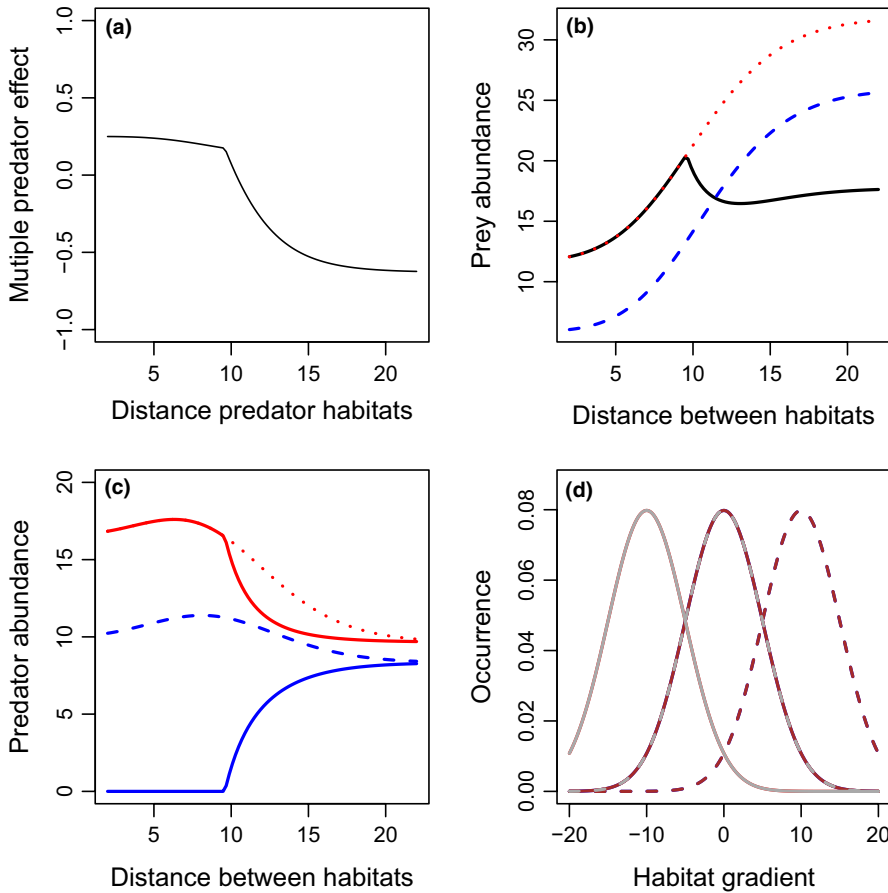 (a)
Mutiple predator effect
1.0
0.5
0.0
−0.5
−1.0
5 10 15 20
Distance predator habitats
(b)
Prey abundance
30
25
20
15
10
5 10 15 20
Distance between habitats
(c)
Predator abundance
20
15
10
5
0
5 10 15 20
Distance between habitats
(d)
Occurrence
0.08
0.06
0.04
0.02
0.00
−20 −10 0 10 20
Habitat gradient